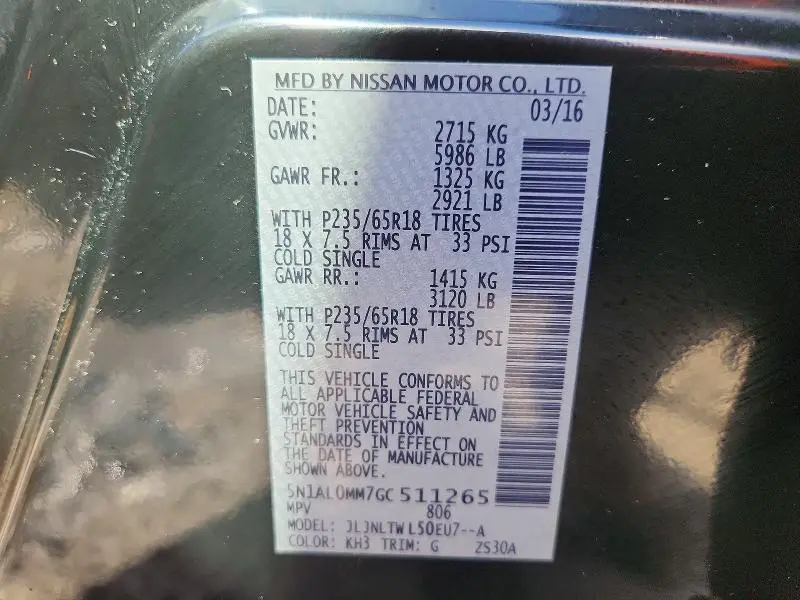 MFD BY NISSAN MOTOR CO., LTD.
DATE: 03/16
GVWR: 2715 KG
5986 LB
GAWR FR.: 1325 KG
2921 LB
WITH P235/65R18 TIRES
18 X 7.5 RIMS AT 33 PSI
COLD SINGLE
GAWR RR.: 1415 KG
3120 LB
WITH P235/65R18 TIRES
18 X 7.5 RIMS AT 33 PSI
COLD SINGLE
THIS VEHICLE CONFORMS TO
ALL APPLICABLE FEDERAL
MOTOR VEHICLE SAFETY AND
THEFT PREVENTION
STANDARDS IN EFFECT ON
THE DATE OF MANUFACTURE
SHOWN ABOVE.
5N1AL0MM7GC 511265
MPV 806
MODEL: JLJNLTW L50EU7--A
COLOR: KH3 TRIM: G ZS30A